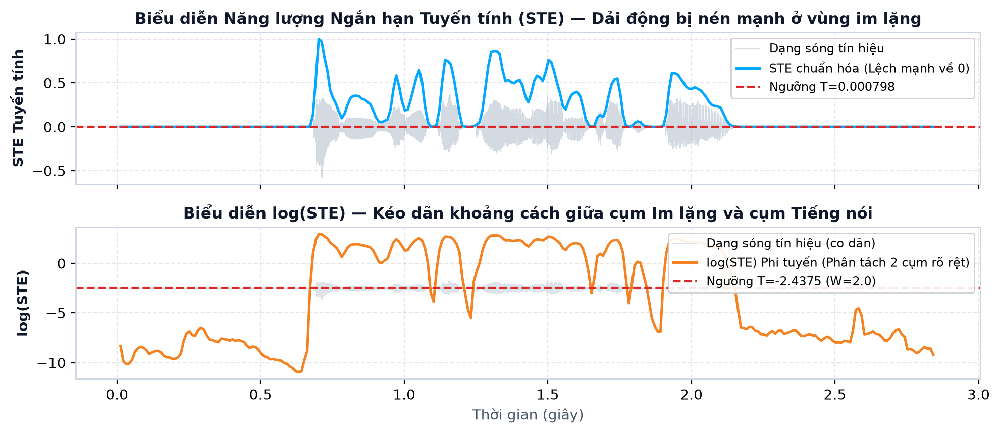 Biểu diễn Năng lượng Ngắn hạn Tuyến tính (STE) — Dải động bị nén mạnh ở vùng im lặng
STE Tuyến tính
1.0
0.5
0.0
−0.5
Dạng sóng tín hiệu
STE chuẩn hóa (Lệch mạnh về 0)
Ngưỡng T=0.000798
Biểu diễn log(STE) — Kéo dãn khoảng cách giữa cụm Im lặng và cụm Tiếng nói
log(STE)
0
−5
−10
Dạng sóng tín hiệu (co dãn)
log(STE) Phi tuyến (Phân tách 2 cụm rõ rệt)
Ngưỡng T=-2.4375 (W=2.0)
0.0 0.5 1.0 1.5 2.0 2.5 3.0
Thời gian (giây)